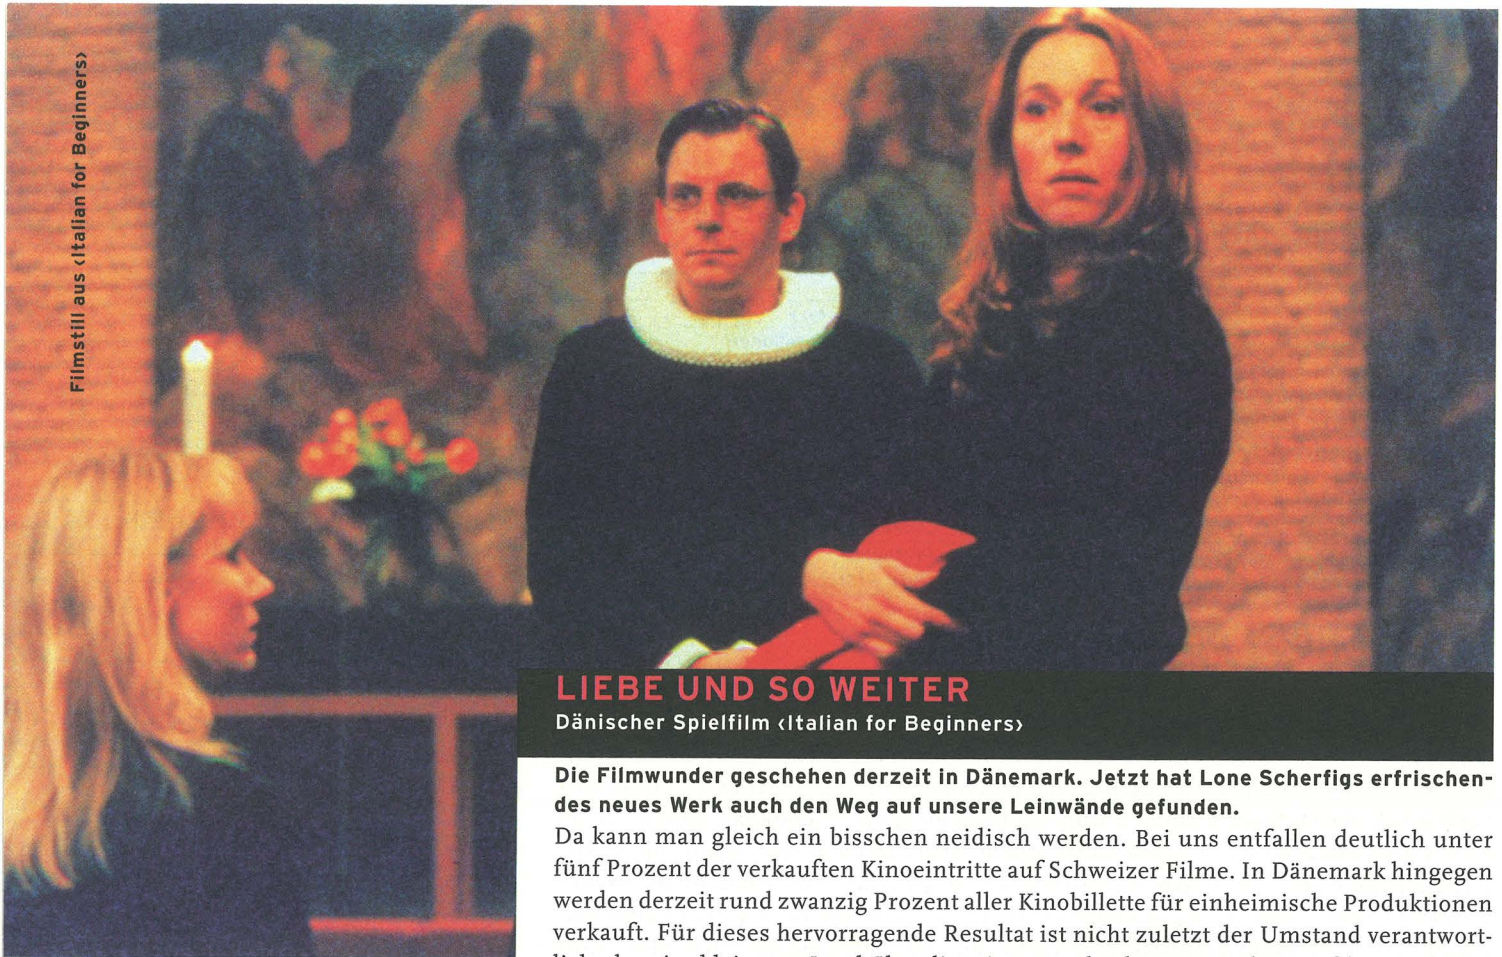 Filmstill aus ‹Italian for Beginners›
LIEBE UND SO WEITER
Dänischer Spielfilm ‹Italian for Beginners›
Die Filmwunder geschehen derzeit in Dänemark. Jetzt hat Lone Scherfigs erfrischen-
des neues Werk auch den Weg auf unsere Leinwände gefunden.
Da kann man gleich ein bisschen neidisch werden. Bei uns entfallen deutlich unter
fünf Prozent der verkauften Kinoeintritte auf Schweizer Filme. In Dänemark hingegen
werden derzeit rund zwanzig Prozent aller Kinobillette für einheimische Produktionen
verkauft. Für dieses hervorragende Resultat ist nicht zuletzt der Umstand verantwort-